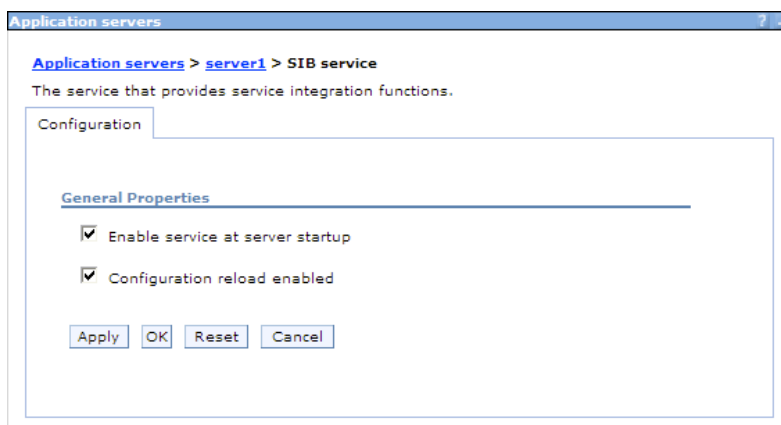 Application servers ?
Application servers > server1 > SIB service
The service that provides service integration functions.
Configuration
General Properties
Enable service at server startup
Configuration reload enabled
Apply OK Reset Cancel